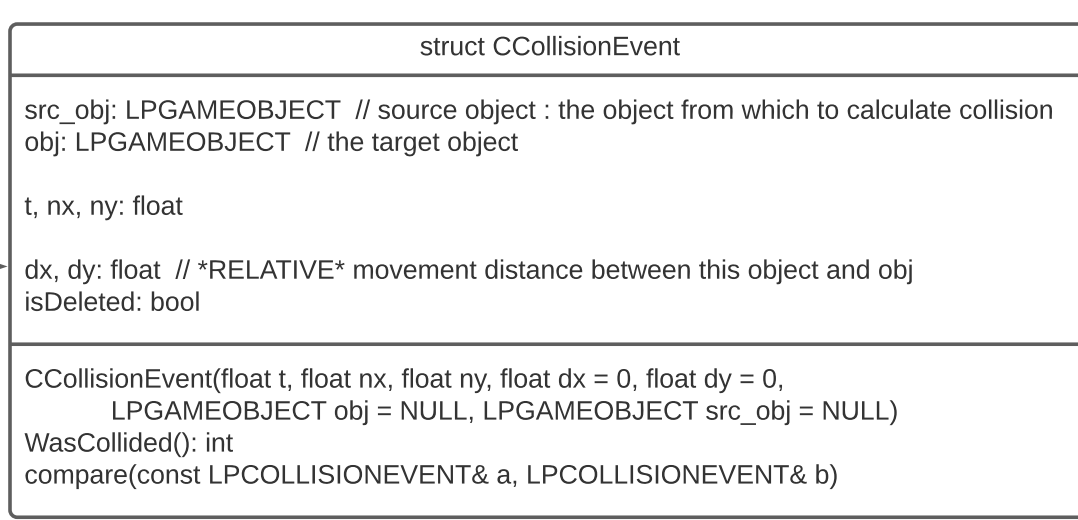 struct CCollisionEvent
src_obj: LPGAMEOBJECT // source object : the object from which to calculate collision
obj: LPGAMEOBJECT // the target object
t, nx, ny: float
dx, dy: float // *RELATIVE* movement distance between this object and obj
isDeleted: bool
CCollisionEvent(float t, float nx, float ny, float dx = 0, float dy = 0,
LPGAMEOBJECT obj = NULL, LPGAMEOBJECT src_obj = NULL)
WasCollided(): int
compare(const LPCOLLISIONEVENT& a, LPCOLLISIONEVENT& b)